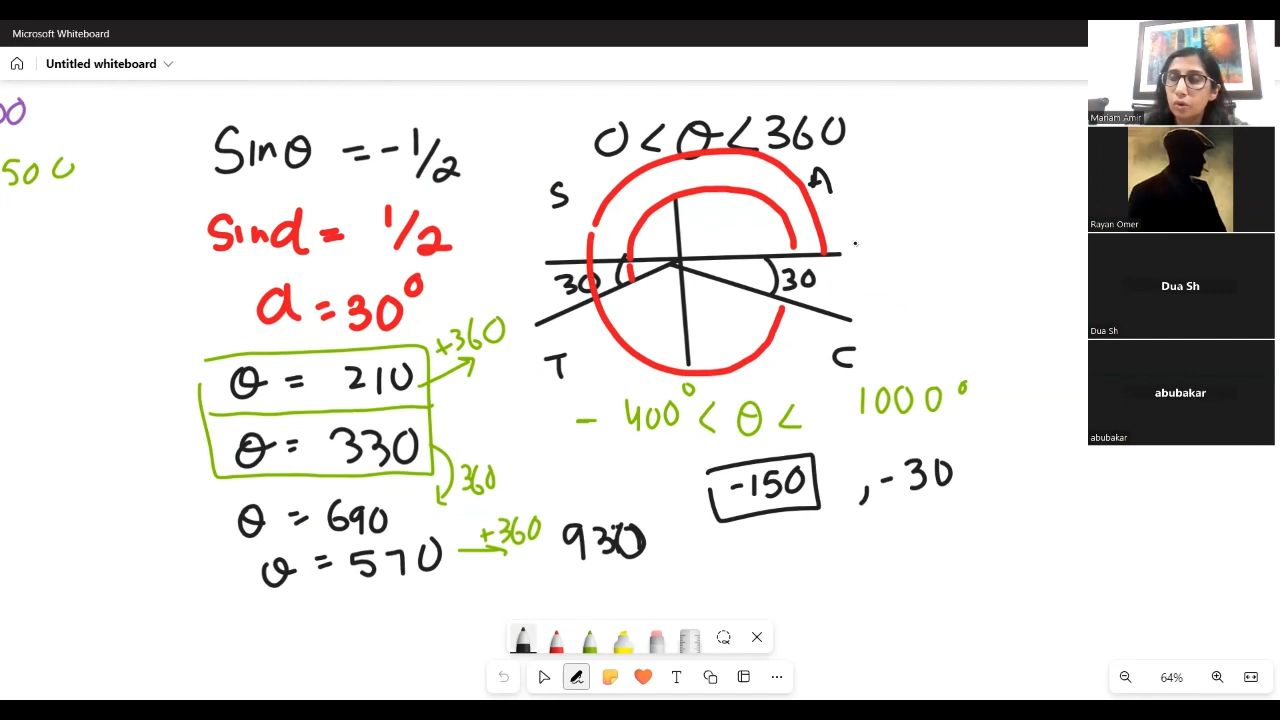 Microsoft Whiteboard
Untitled whiteboard
Mariam Amir
Rayan Omer
Dua Sh
Dua Sh
abubakar
abubakar
500
Sinθ = -1/2
0 < θ < 360
S
A
Sinα = 1/2
30
30
α = 30°
T
C
+360
θ = 210
-400° < θ < 1000°
θ = 330
360
-150 , -30
θ = 690
θ = 570
+360
930
64%